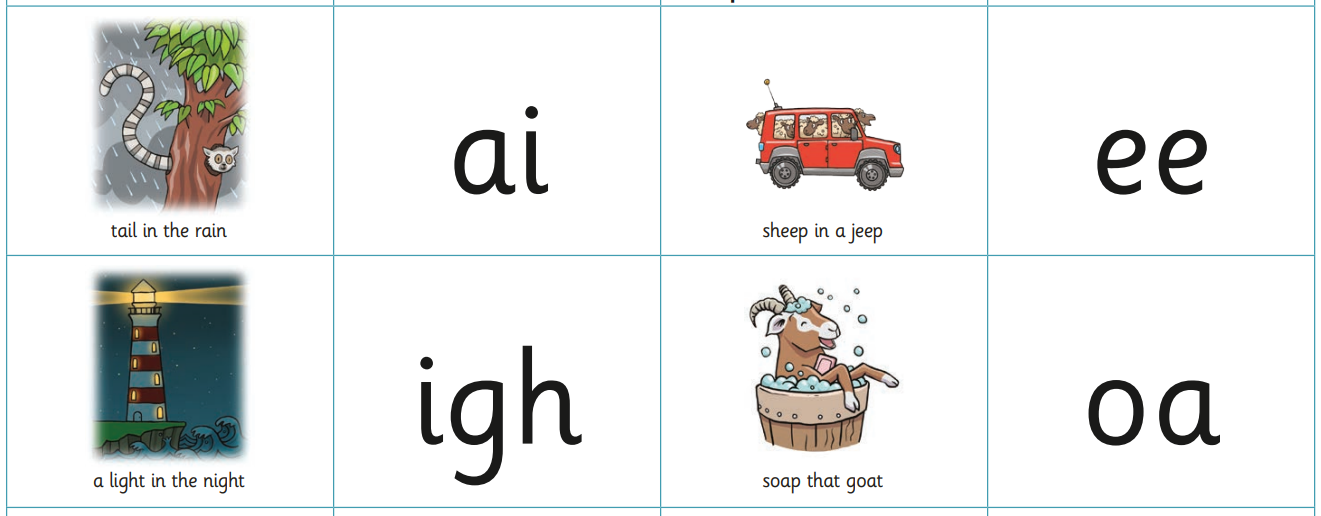 ai
ee
tail in the rain
sheep in a jeep
igh
oa
a light in the night
soap that goat